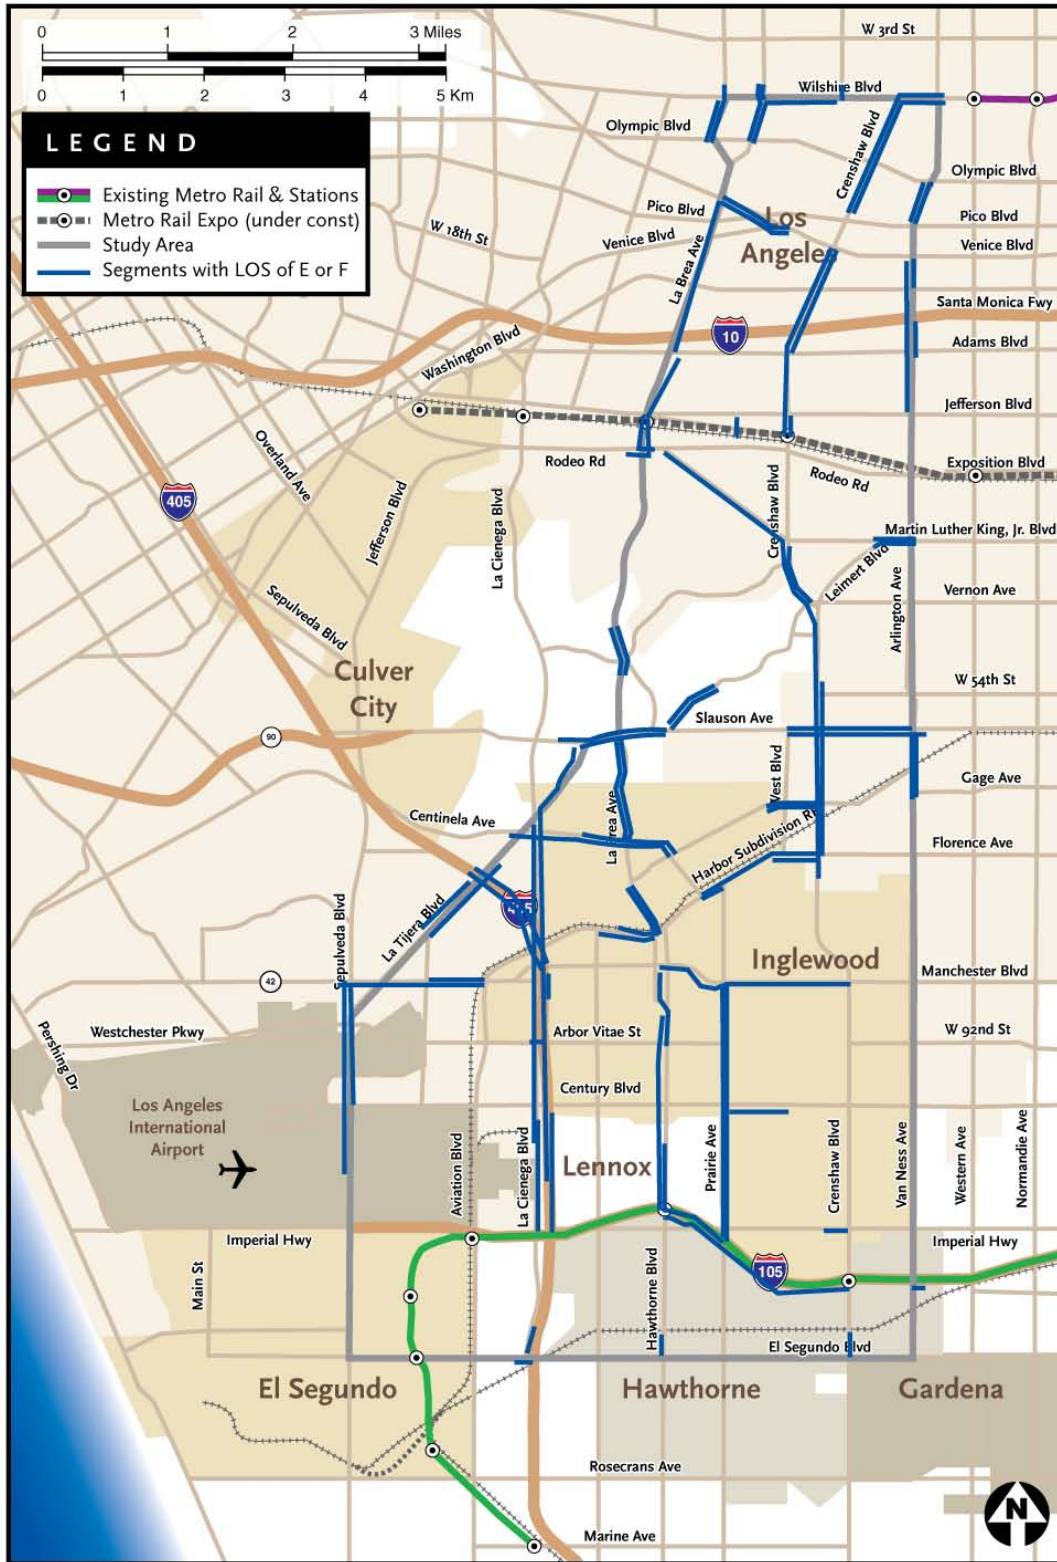 0 1 2 3 Miles
0 1 2 3 4 5 Km
LEGEND
Existing Metro Rail & Stations
Metro Rail Expo (under const)
Study Area
Segments with LOS of E or F
W 3rd St
Wilshire Blvd
Olympic Blvd
Crenshaw Blvd
Olympic Blvd
Pico Blvd
Los
Angeles
Pico Blvd
W 18th St
Venice Blvd
Venice Blvd
La Brea Ave
Santa Monica Fwy
10
Washington Blvd
Adams Blvd
Jefferson Blvd
Overland Ave
Rodeo Rd
Exposition Blvd
Rodeo Rd
405
Jefferson Blvd
La Cienega Blvd
Crenshaw Blvd
Martin Luther King, Jr. Blvd
Leimert Blvd
Arlington Ave
Vernon Ave
Sepulveda Blvd
Culver
City
W 54th St
Slauson Ave
90
Gage Ave
Centinela Ave
La Brea Ave
Harbor Subdivision
Florence Ave
Sepulveda Blvd
La Tijera Blvd
Inglewood
Manchester Blvd
42
Pershing Dr
Westchester Pkwy
Arbor Vitae St
W 92nd St
Century Blvd
Los Angeles
International
Airport
Aviation Blvd
La Cienega Blvd
Lennox
Prairie Ave
Crenshaw Blvd
Van Ness Ave
Western Ave
Normandie Ave
Imperial Hwy
Imperial Hwy
Main St
105
Hawthorne Blvd
El Segundo Blvd
El Segundo
Hawthorne
Gardena
Rosecrans Ave
Marine Ave
N